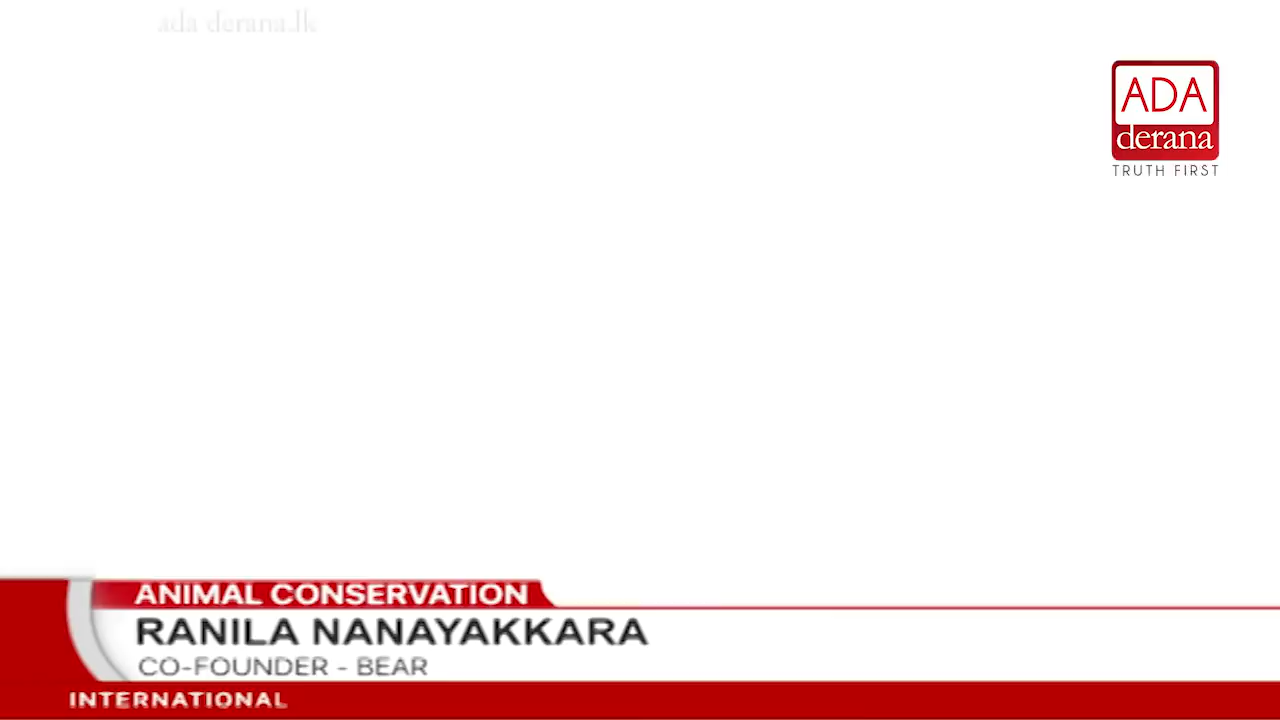 ada derana.lk
ADA
derana
TRUTH FIRST
ANIMAL CONSERVATION
RANILA NANAYAKKARA
CO-FOUNDER - BEAR
INTERNATIONAL